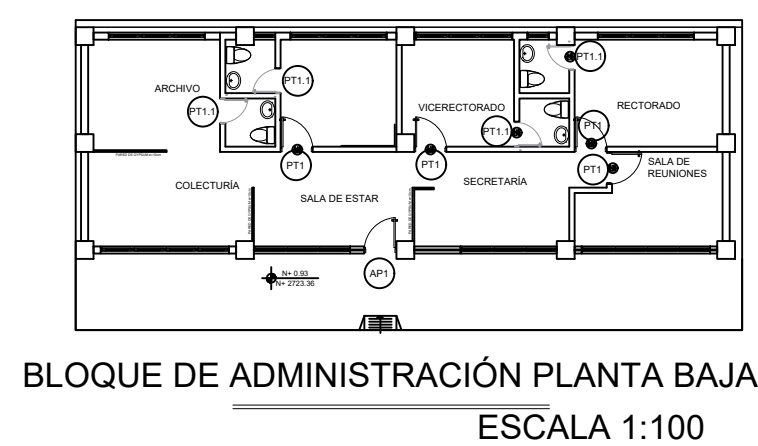 PT1.1
PT1.1
ARCHIVO
VICERECTORADO
RECTORADO
PT1.1
PT1.1
PT1
PT1
PT1
PT1
SALA DE
REUNIONES
COLECTURÍA
SECRETARÍA
SALA DE ESTAR
AP1
N+ 0.93
N+ 2723.36
BLOQUE DE ADMINISTRACIÓN PLANTA BAJA
ESCALA 1:100